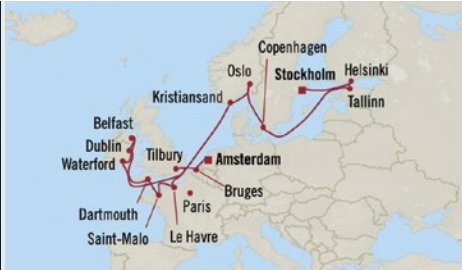 Copenhagen
Oslo
Stockholm
Helsinki
Kristiansand
Tallinn
Belfast
Dublin
Tilbury
Waterford
Amsterdam
Bruges
Paris
Dartmouth
Saint-Malo
Le Havre